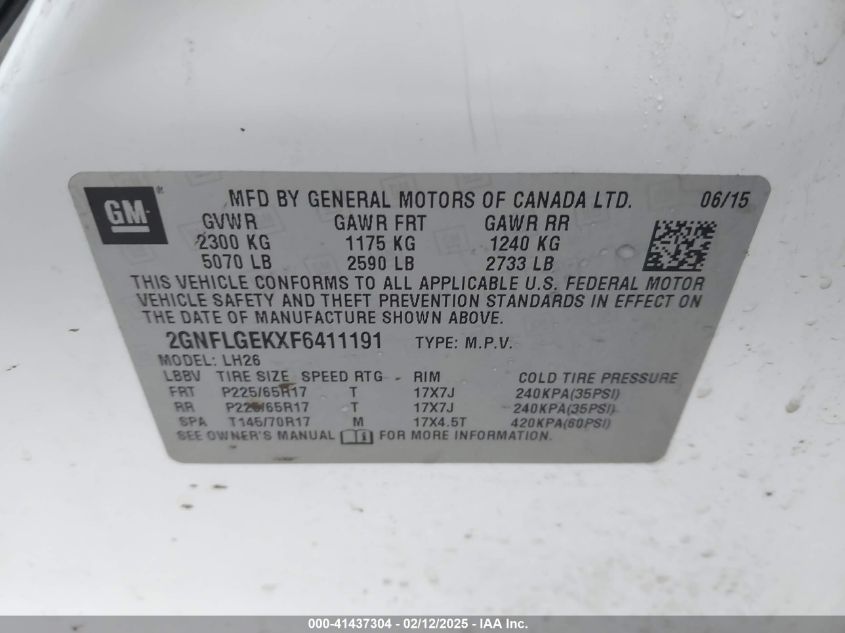 GM ®
MFD BY GENERAL MOTORS OF CANADA LTD. 06/15
GVWR GAWR FRT GAWR RR
2300 KG 1175 KG 1240 KG
5070 LB 2590 LB 2733 LB
THIS VEHICLE CONFORMS TO ALL APPLICABLE U.S. FEDERAL MOTOR
VEHICLE SAFETY AND THEFT PREVENTION STANDARDS IN EFFECT ON
THE DATE OF MANUFACTURE SHOWN ABOVE.
2GNFLGEKXF6411191 TYPE: M.P.V.
MODEL: LH26
LBBV TIRE SIZE SPEED RTG - RIM COLD TIRE PRESSURE
FRT P225/65R17 T 17X7J 240KPA(35PSI)
RR P225/65R17 T 17X7J 240KPA(35PSI)
SPA T145/70R17 M 17X4.5T 420KPA(60PSI)
SEE OWNER'S MANUAL FOR MORE INFORMATION.
000-41437304 - 02/12/2025 - IAA Inc.